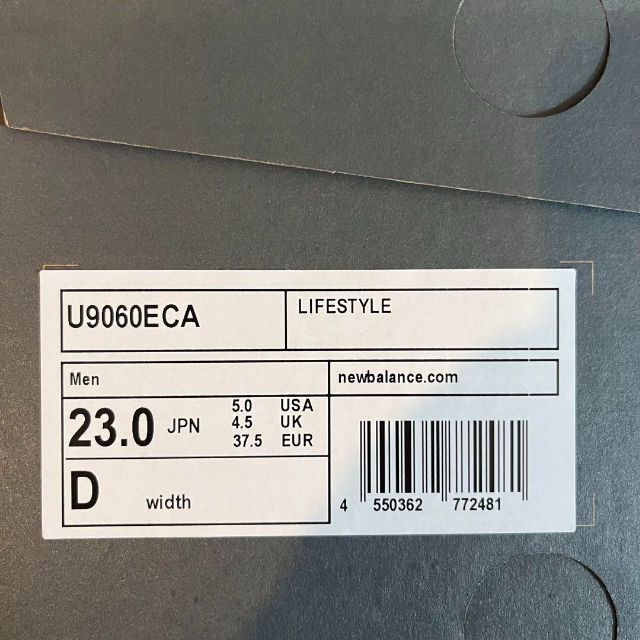 U9060ECA
LIFESTYLE
Men
newbalance.com
23.0 JPN
5.0 USA
4.5 UK
37.5 EUR
D width
4 550362 772481